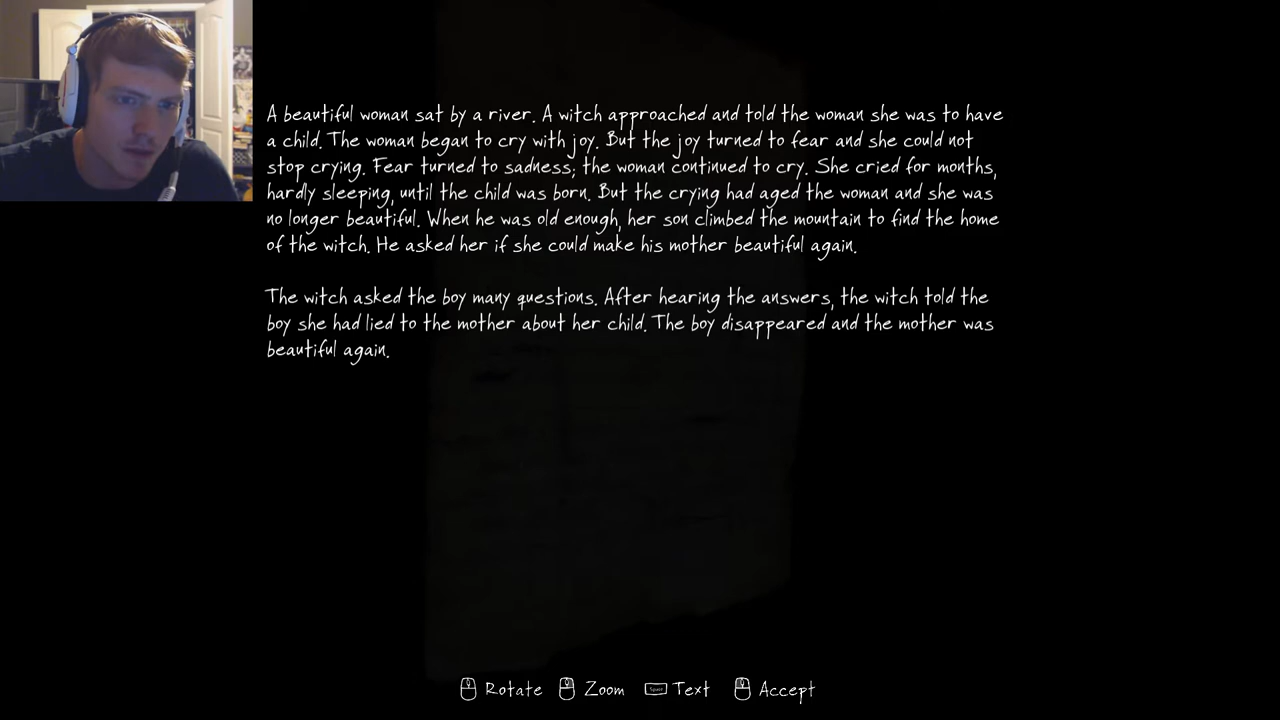 A beautiful woman sat by a river. A witch approached and told the woman she was to have
a child. The woman began to cry with joy. But the joy turned to fear and she could not
stop crying. Fear turned to sadness; the woman continued to cry. She cried for months,
hardly sleeping, until the child was born. But the crying had aged the woman and she was
no longer beautiful. When he was old enough, her son climbed the mountain to find the home
of the witch. He asked her if she could make his mother beautiful again.
The witch asked the boy many questions. After hearing the answers, the witch told the
boy she had lied to the mother about her child. The boy disappeared and the mother was
beautiful again.
Rotate Zoom Text Accept